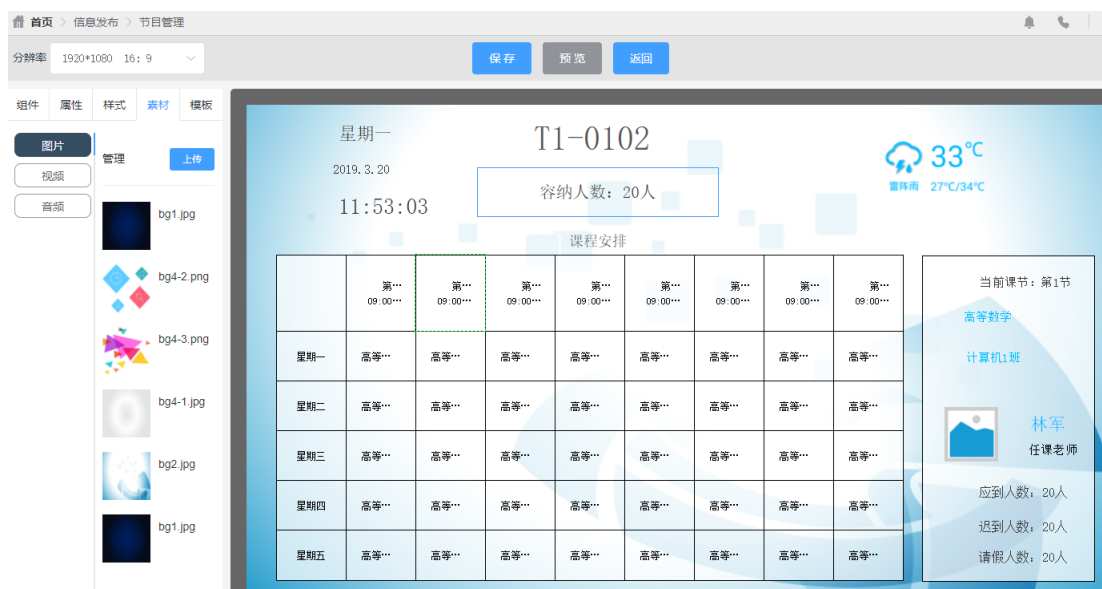 首页 > 信息发布 > 节目管理
分辨率 1920*1080 16:9
保存 预览 返回
组件 属性 样式 素材 模板
图片
视频
音频
管理 上传
bg1.jpg
bg4-2.png
bg4-3.png
bg4-1.jpg
bg2.jpg
bg1.jpg
星期一
2019.3.20
11:53:03
T1-0102
容纳人数：20人
33℃
雷阵雨 27℃/34℃
课程安排
第… 第… 第… 第… 第… 第… 第… 第…
09:00… 09:00… 09:00… 09:00… 09:00… 09:00… 09:00… 09:00…
星期一 高等… 高等… 高等… 高等… 高等… 高等… 高等… 高等…
星期二 高等… 高等… 高等… 高等… 高等… 高等… 高等… 高等…
星期三 高等… 高等… 高等… 高等… 高等… 高等… 高等… 高等…
星期四 高等… 高等… 高等… 高等… 高等… 高等… 高等… 高等…
星期五 高等… 高等… 高等… 高等… 高等… 高等… 高等… 高等…
当前课节：第1节
高等数学
计算机1班
林军
任课老师
应到人数：20人
迟到人数：20人
请假人数：20人